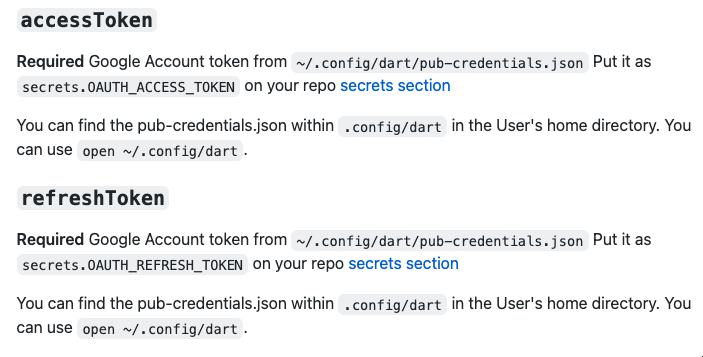 accessToken
Required Google Account token from ~/.config/dart/pub-credentials.json Put it as
secrets.OAUTH_ACCESS_TOKEN on your repo secrets section
You can find the pub-credentials.json within .config/dart in the User's home directory. You
can use open ~/.config/dart.
refreshToken
Required Google Account token from ~/.config/dart/pub-credentials.json Put it as
secrets.OAUTH_REFRESH_TOKEN on your repo secrets section
You can find the pub-credentials.json within .config/dart in the User's home directory. You
can use open ~/.config/dart.